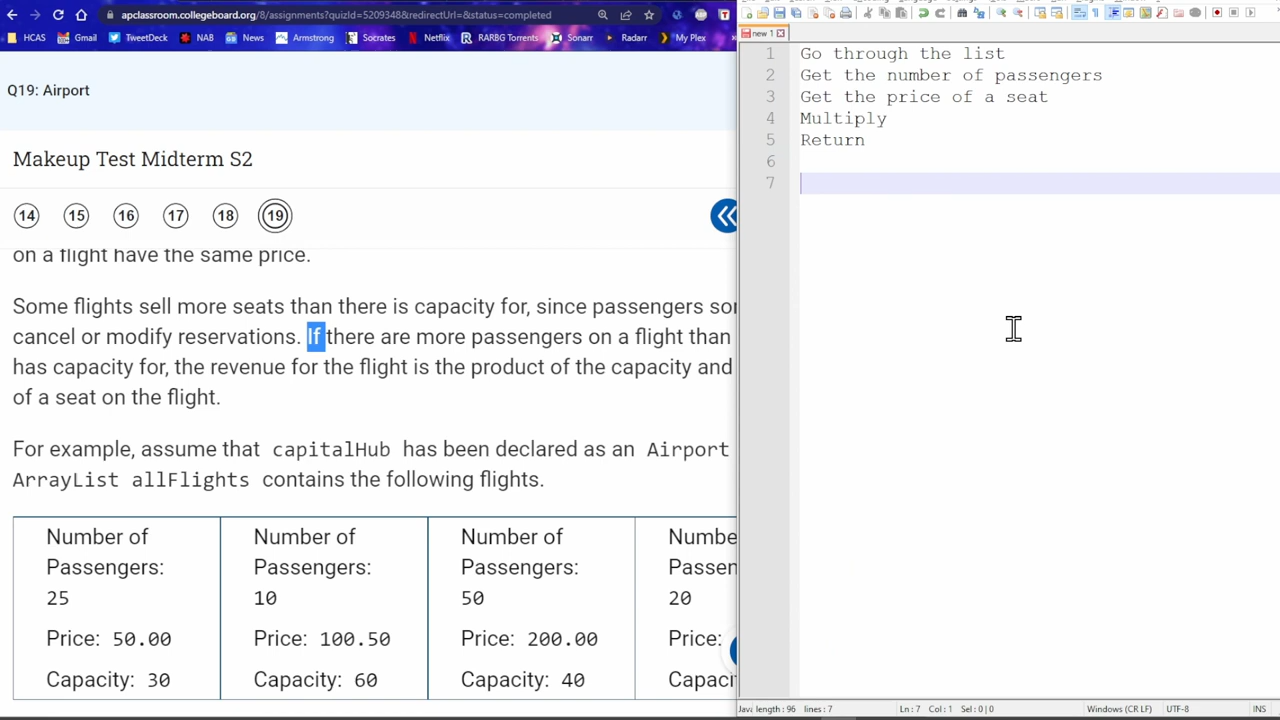 apclassroom.collegeboard.org/8/assignments?quizId=5209348&redirectUrl=&status=completed
HCAS Gmail TweetDeck NAB News Armstrong Socrates Netflix RARBG Torrents Sonarr Radarr My Plex
Q19: Airport
Makeup Test Midterm S2
14 15 16 17 18 19
on a flight have the same price.
Some flights sell more seats than there is capacity for, since passengers sor
cancel or modify reservations. If there are more passengers on a flight than
has capacity for, the revenue for the flight is the product of the capacity and
of a seat on the flight.
For example, assume that capitalHub has been declared as an Airport
ArrayList allFlights contains the following flights.
Number of Passengers: 25
Price: 50.00
Capacity: 30
Number of Passengers: 10
Price: 100.50
Capacity: 60
Number of Passengers: 50
Price: 200.00
Capacity: 40
Numbe
Passen
20
Price:
Capaci
new 1
1 Go through the list
2 Get the number of passengers
3 Get the price of a seat
4 Multiply
5 Return
6
7
Java length : 96 lines : 7 Ln : 7 Col : 1 Sel : 0 | 0 Windows (CR LF) UTF-8 INS